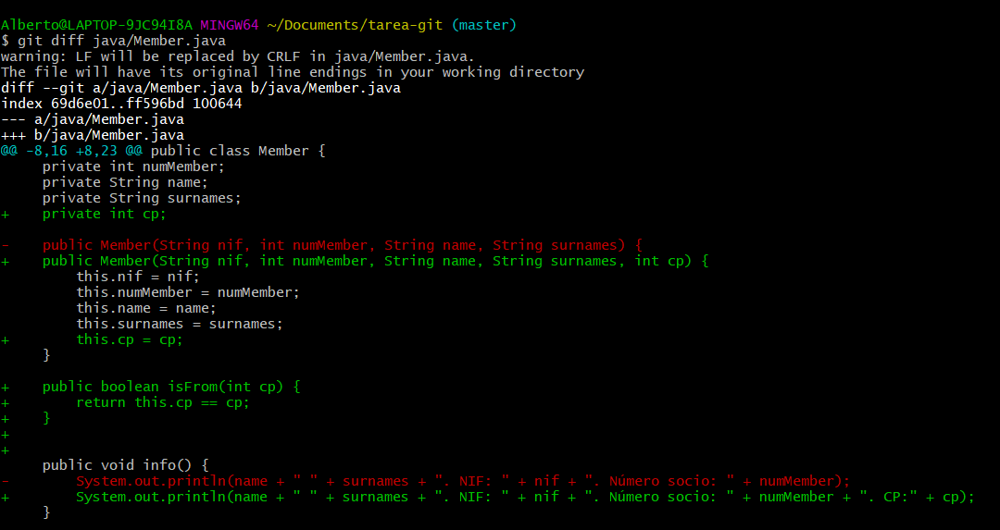 Alberto@LAPTOP-9JC94I8A MINGW64 ~/Documents/tarea-git (master)
$ git diff java/Member.java
warning: LF will be replaced by CRLF in java/Member.java.
The file will have its original line endings in your working directory
diff --git a/java/Member.java b/java/Member.java
index 69d6e01..ff596bd 100644
--- a/java/Member.java
+++ b/java/Member.java
@@ -8,16 +8,23 @@ public class Member {
     private int numMember;
     private String name;
     private String surnames;
+    private int cp;

-    public Member(String nif, int numMember, String name, String surnames) {
+    public Member(String nif, int numMember, String name, String surnames, int cp) {
         this.nif = nif;
         this.numMember = numMember;
         this.name = name;
         this.surnames = surnames;
+        this.cp = cp;
     }

+    public boolean isFrom(int cp) {
+        return this.cp == cp;
+    }
+
+
     public void info() {
-        System.out.println(name + " " + surnames + ". NIF: " + nif + ". Número socio: " + numMember);
+        System.out.println(name + " " + surnames + ". NIF: " + nif + ". Número socio: " + numMember + ". CP:" + cp);
     }